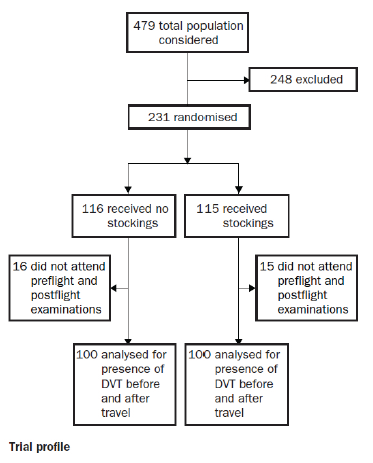 479 total population
considered
248 excluded
231 randomised
116 received no
stockings
115 received
stockings
16 did not attend
preflight and
postflight
examinations
15 did not attend
preflight and
postflight
examinations
100 analysed for
presence of
DVT before
and after
travel
100 analysed for
presence of
DVT before
and after
travel
Trial profile